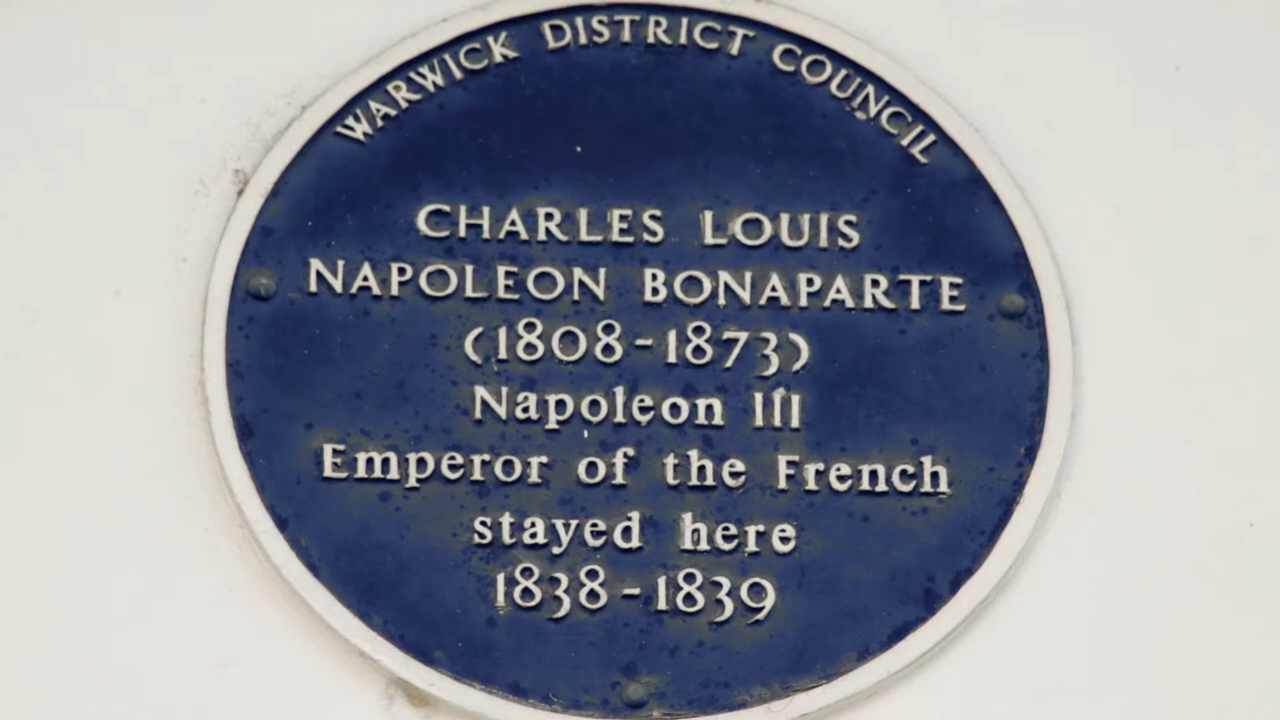 WARWICK DISTRICT COUNCIL
CHARLES LOUIS
NAPOLEON BONAPARTE
(1808-1873)
Napoleon III
Emperor of the French
stayed here
1838-1839